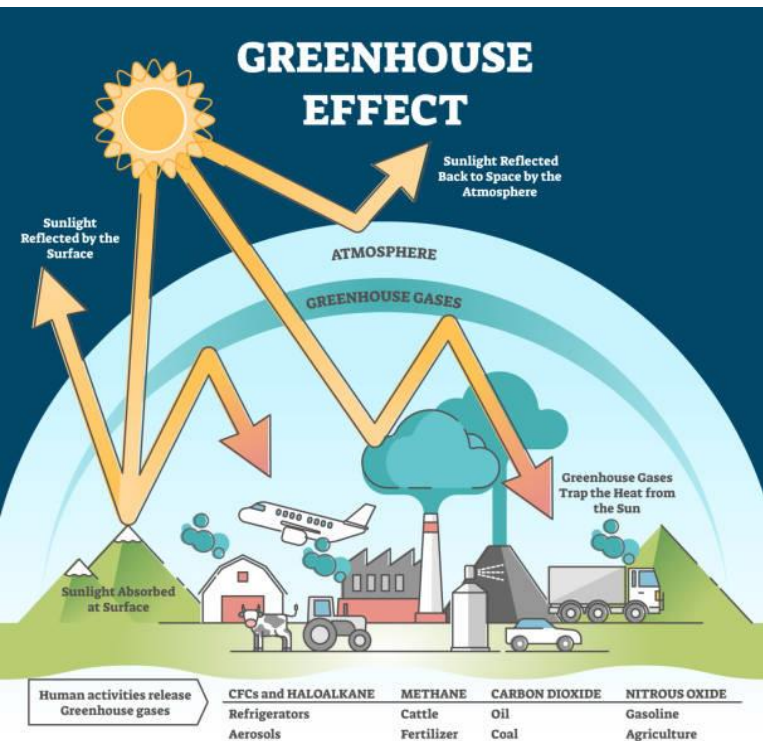 GREENHOUSE
EFFECT
Sunlight Reflected
Back to Space by the
Atmosphere
Sunlight
Reflected by the
Surface
ATMOSPHERE
GREENHOUSE GASES
Greenhouse Gases
Trap the Heat from
the Sun
Sunlight Absorbed
at Surface
Human activities release
Greenhouse gases
CFCs and HALOALKANE METHANE CARBON DIOXIDE NITROUS OXIDE
Refrigerators Cattle Oil Gasoline
Aerosols Fertilizer Coal Agriculture